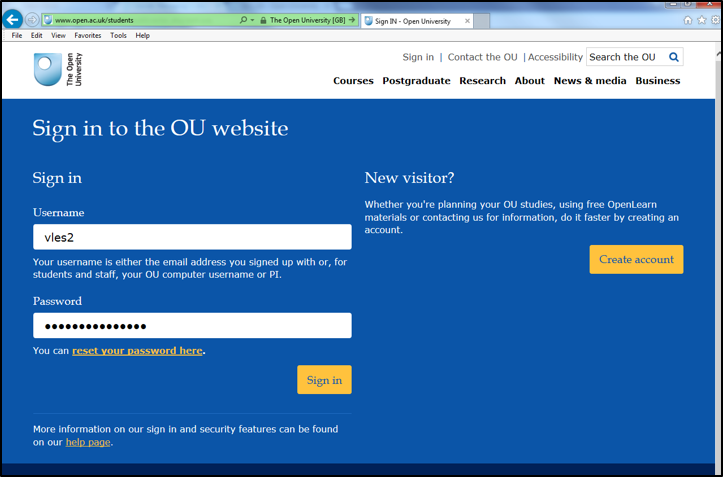 www.open.ac.uk/students
The Open University [GB]
Sign IN - Open University
File Edit View Favorites Tools Help
The Open
University
Sign in | Contact the OU | Accessibility
Search the OU
Courses Postgraduate Research About News & media Business
Sign in to the OU website
Sign in
Username
vles2
Your username is either the email address you signed up with or, for
students and staff, your OU computer username or PI.
Password
•••••••••••••••
You can reset your password here.
Sign in
More information on our sign in and security features can be found
on our help page.
New visitor?
Whether you're planning your OU studies, using free OpenLearn
materials or contacting us for information, do it faster by creating an
account.
Create account